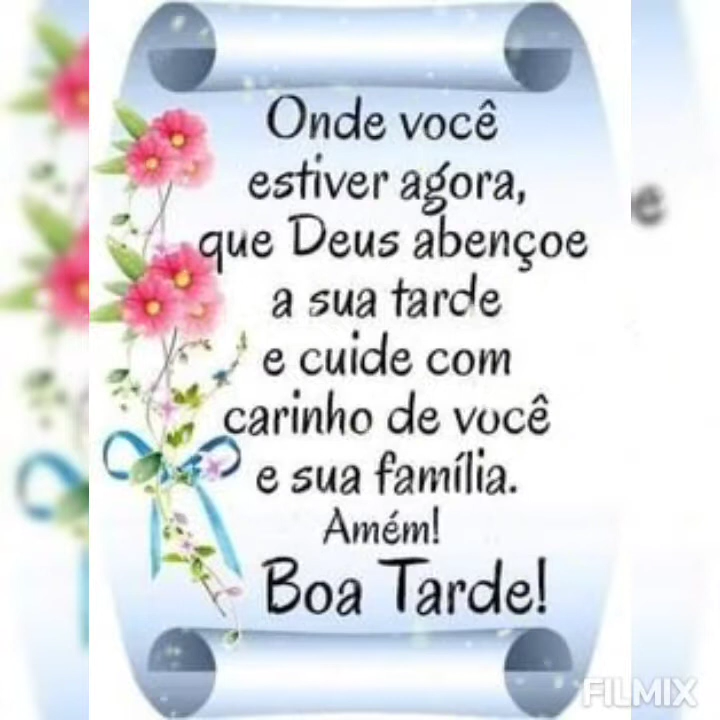 Onde você
estiver agora,
que Deus abençoe
a sua tarde
e cuide com
carinho de você
e sua família.
Amém!
Boa Tarde!
FILMIX